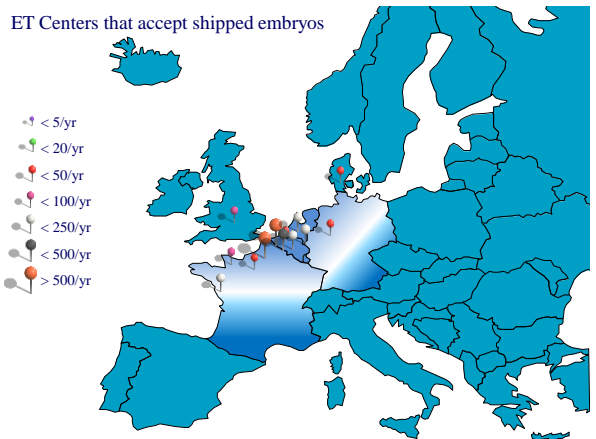 ET Centers that accept shipped embryos
< 5/yr
< 20/yr
< 50/yr
< 100/yr
< 250/yr
< 500/yr
> 500/yr